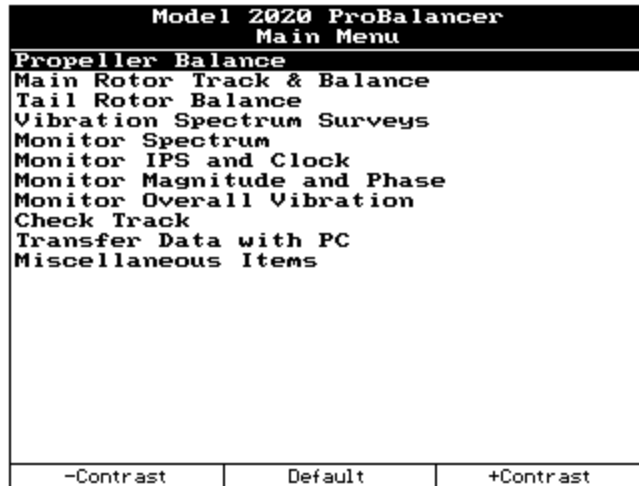 Model 2020 ProBalancer
Main Menu
Propeller Balance
Main Rotor Track & Balance
Tail Rotor Balance
Vibration Spectrum Surveys
Monitor Spectrum
Monitor IPS and Clock
Monitor Magnitude and Phase
Monitor Overall Vibration
Check Track
Transfer Data with PC
Miscellaneous Items
-Contrast Default +Contrast